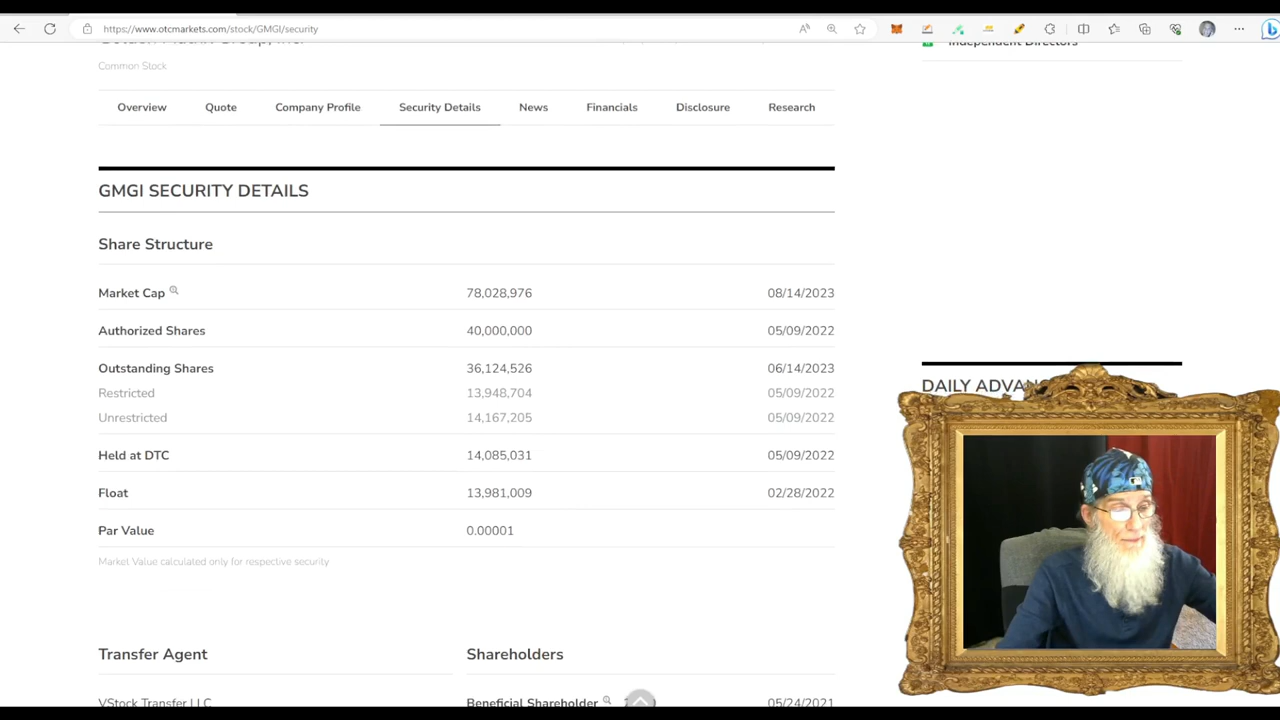 https://www.otcmarkets.com/stock/GMGI/security
Independent Directors
Common Stock
Overview Quote Company Profile Security Details News Financials Disclosure Research
GMGI SECURITY DETAILS
Share Structure
Market Cap 78,028,976 08/14/2023
Authorized Shares 40,000,000 05/09/2022
Outstanding Shares 36,124,526 06/14/2023
Restricted 13,948,704 05/09/2022
Unrestricted 14,167,205 05/09/2022
Held at DTC 14,085,031 05/09/2022
Float 13,981,009 02/28/2022
Par Value 0.00001
Market Value calculated only for respective security
DAILY
Transfer Agent Shareholders
VStock Transfer LLC Beneficial Shareholder 05/24/2021